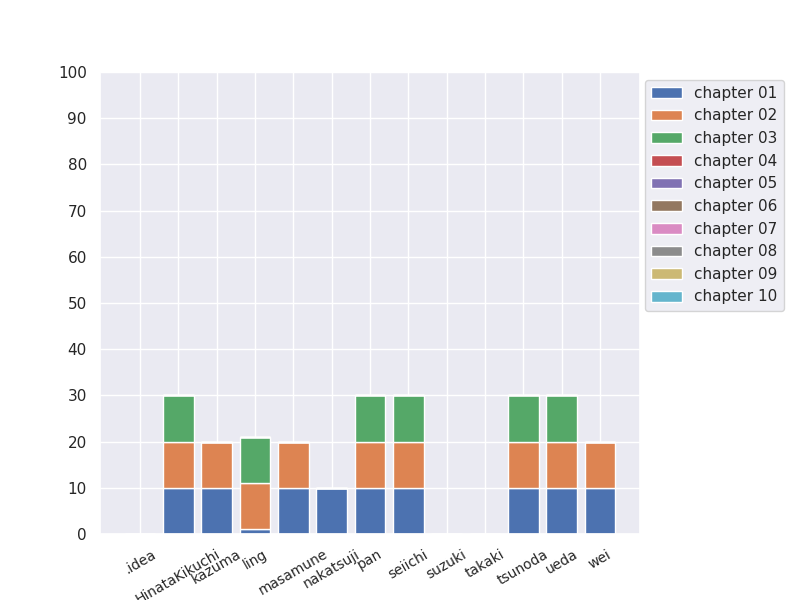 100
90
80
70
60
50
40
30
20
10
0
.idea
HinataKikuchi
kazuma
ling
masamune
nakatsuji
pan
seiichi
suzuki
takaki
tsunoda
ueda
wei
chapter 01
chapter 02
chapter 03
chapter 04
chapter 05
chapter 06
chapter 07
chapter 08
chapter 09
chapter 10